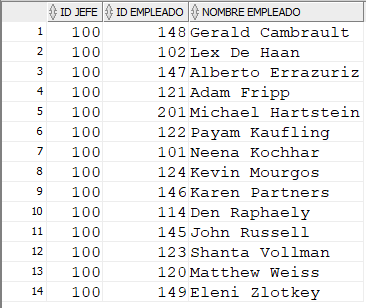 ID JEFE ID EMPLEADO NOMBRE EMPLEADO
1 100 148 Gerald Cambrault
2 100 102 Lex De Haan
3 100 147 Alberto Errazuriz
4 100 121 Adam Fripp
5 100 201 Michael Hartstein
6 100 122 Payam Kaufling
7 100 101 Neena Kochhar
8 100 124 Kevin Mourgos
9 100 146 Karen Partners
10 100 114 Den Raphaely
11 100 145 John Russell
12 100 123 Shanta Vollman
13 100 120 Matthew Weiss
14 100 149 Eleni Zlotkey